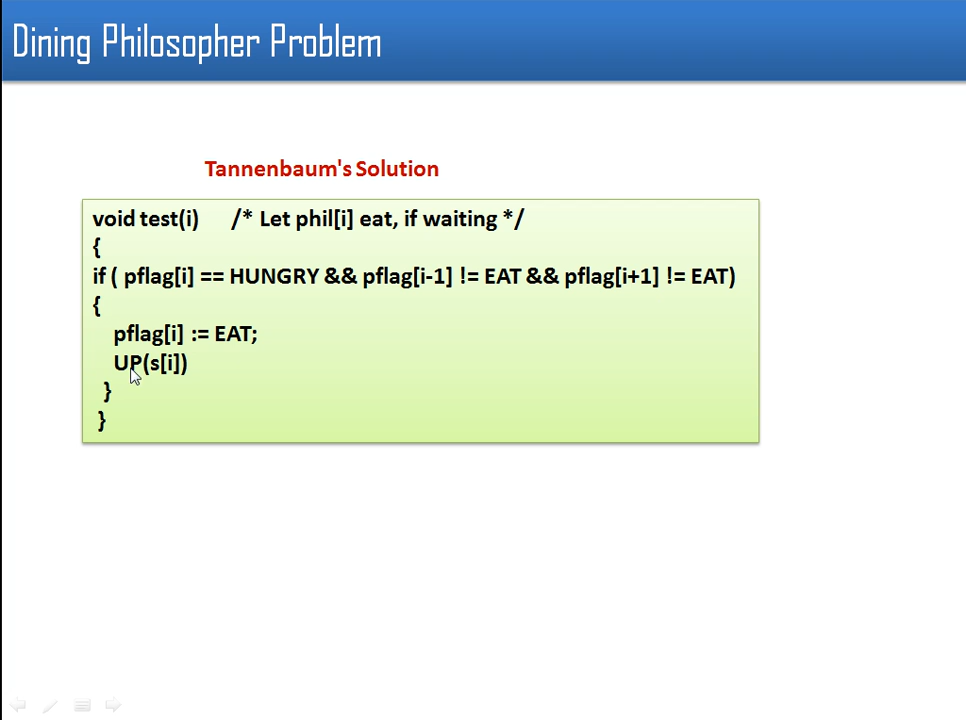 Dining Philosopher Problem
Tannenbaum's Solution
void test(i) /* Let phil[i] eat, if waiting */
{
if ( pflag[i] == HUNGRY && pflag[i-1] != EAT && pflag[i+1] != EAT)
{
pflag[i] := EAT;
UP(s[i])
}
}